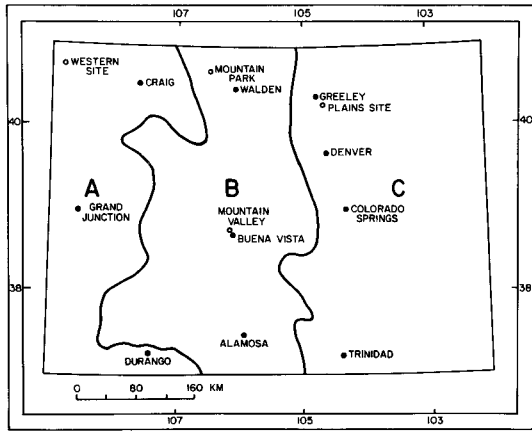 107
105
103
WESTERN
SITE
CRAIG
MOUNTAIN
PARK
WALDEN
GREELEY
PLAINS SITE
40
40
DENVER
A
B
C
GRAND
JUNCTION
MOUNTAIN
VALLEY
BUENA VISTA
COLORADO
SPRINGS
38
38
ALAMOSA
DURANGO
TRINIDAD
0 80 160 KM
107
105
103